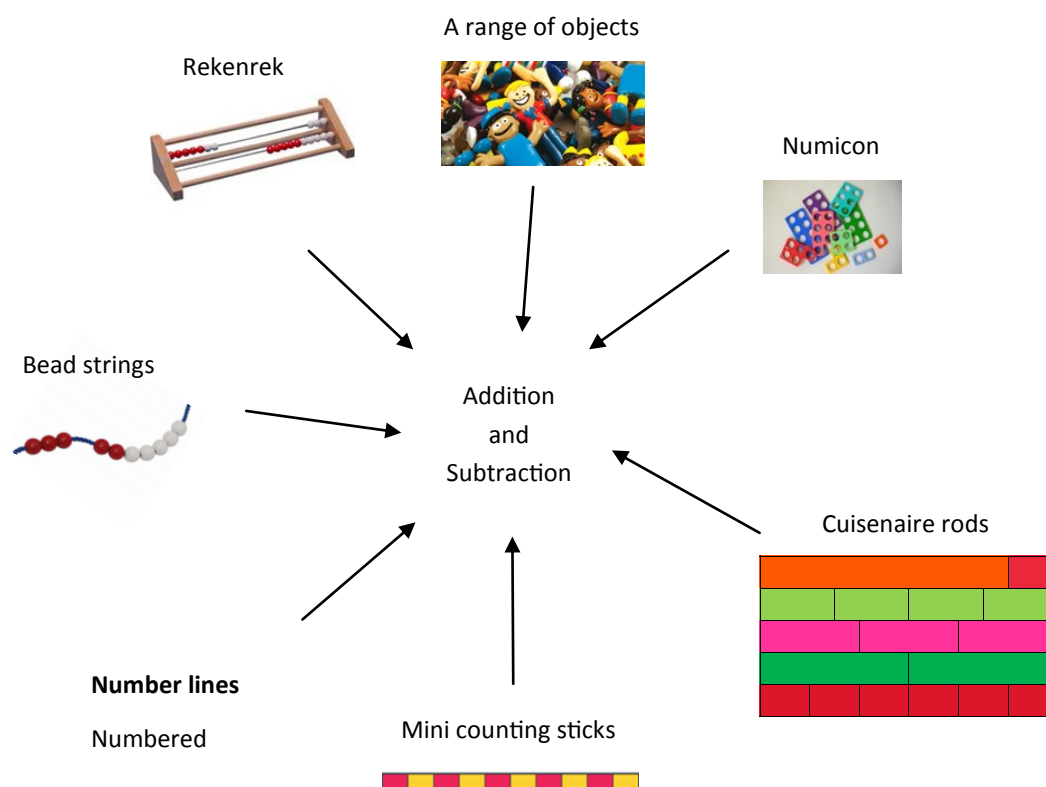 A range of objects
Rekenrek
Numicon
Bead strings
Addition
and
Subtraction
Cuisenaire rods
Number lines
Numbered
Mini counting sticks